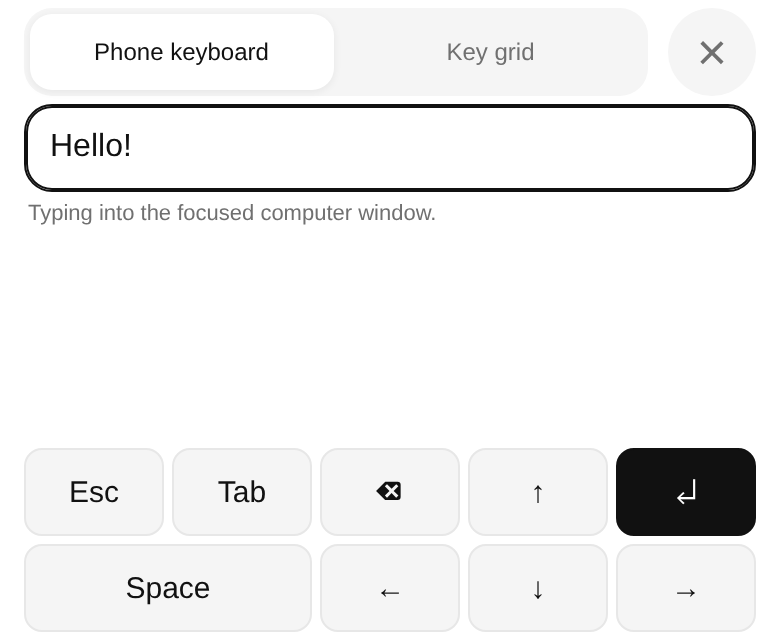 Phone keyboard Key grid ✕
Hello!
Typing into the focused computer window.
Esc Tab ⌫ ↑ ↵
Space ← ↓ →